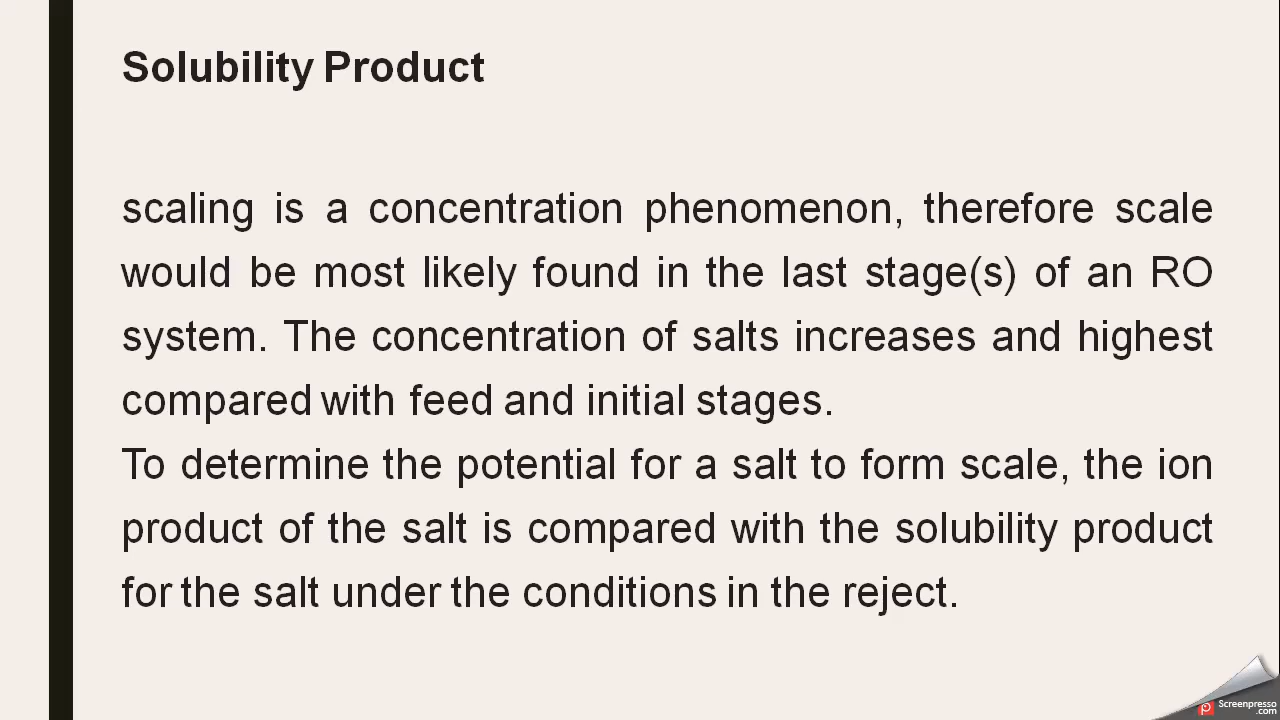 Solubility Product
scaling is a concentration phenomenon, therefore scale
would be most likely found in the last stage(s) of an RO
system. The concentration of salts increases and highest
compared with feed and initial stages.
To determine the potential for a salt to form scale, the ion
product of the salt is compared with the solubility product
for the salt under the conditions in the reject.
Screenpresso
.com